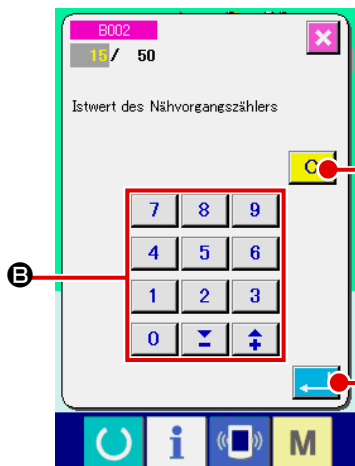 B002
15/ 50
Istwert des Nähvorgangszählers
C
7 8 9
4 5 6
B
1 2 3
0
i
M